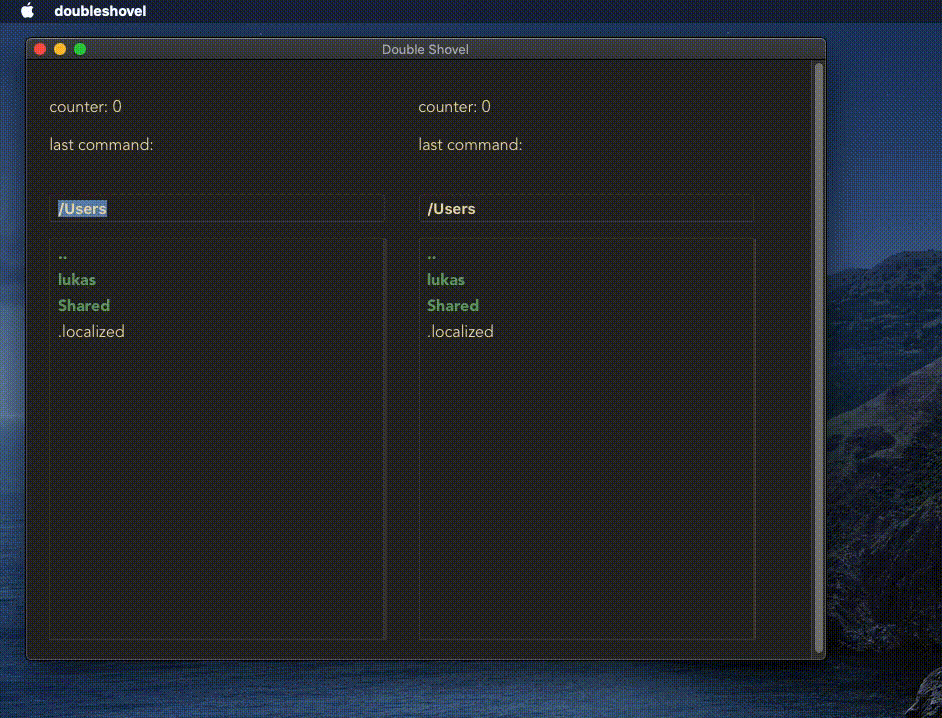 doubleshovel
Double Shovel
counter: 0
last command:
/Users
..
lukas
Shared
.localized
counter: 0
last command:
/Users
..
lukas
Shared
.localized